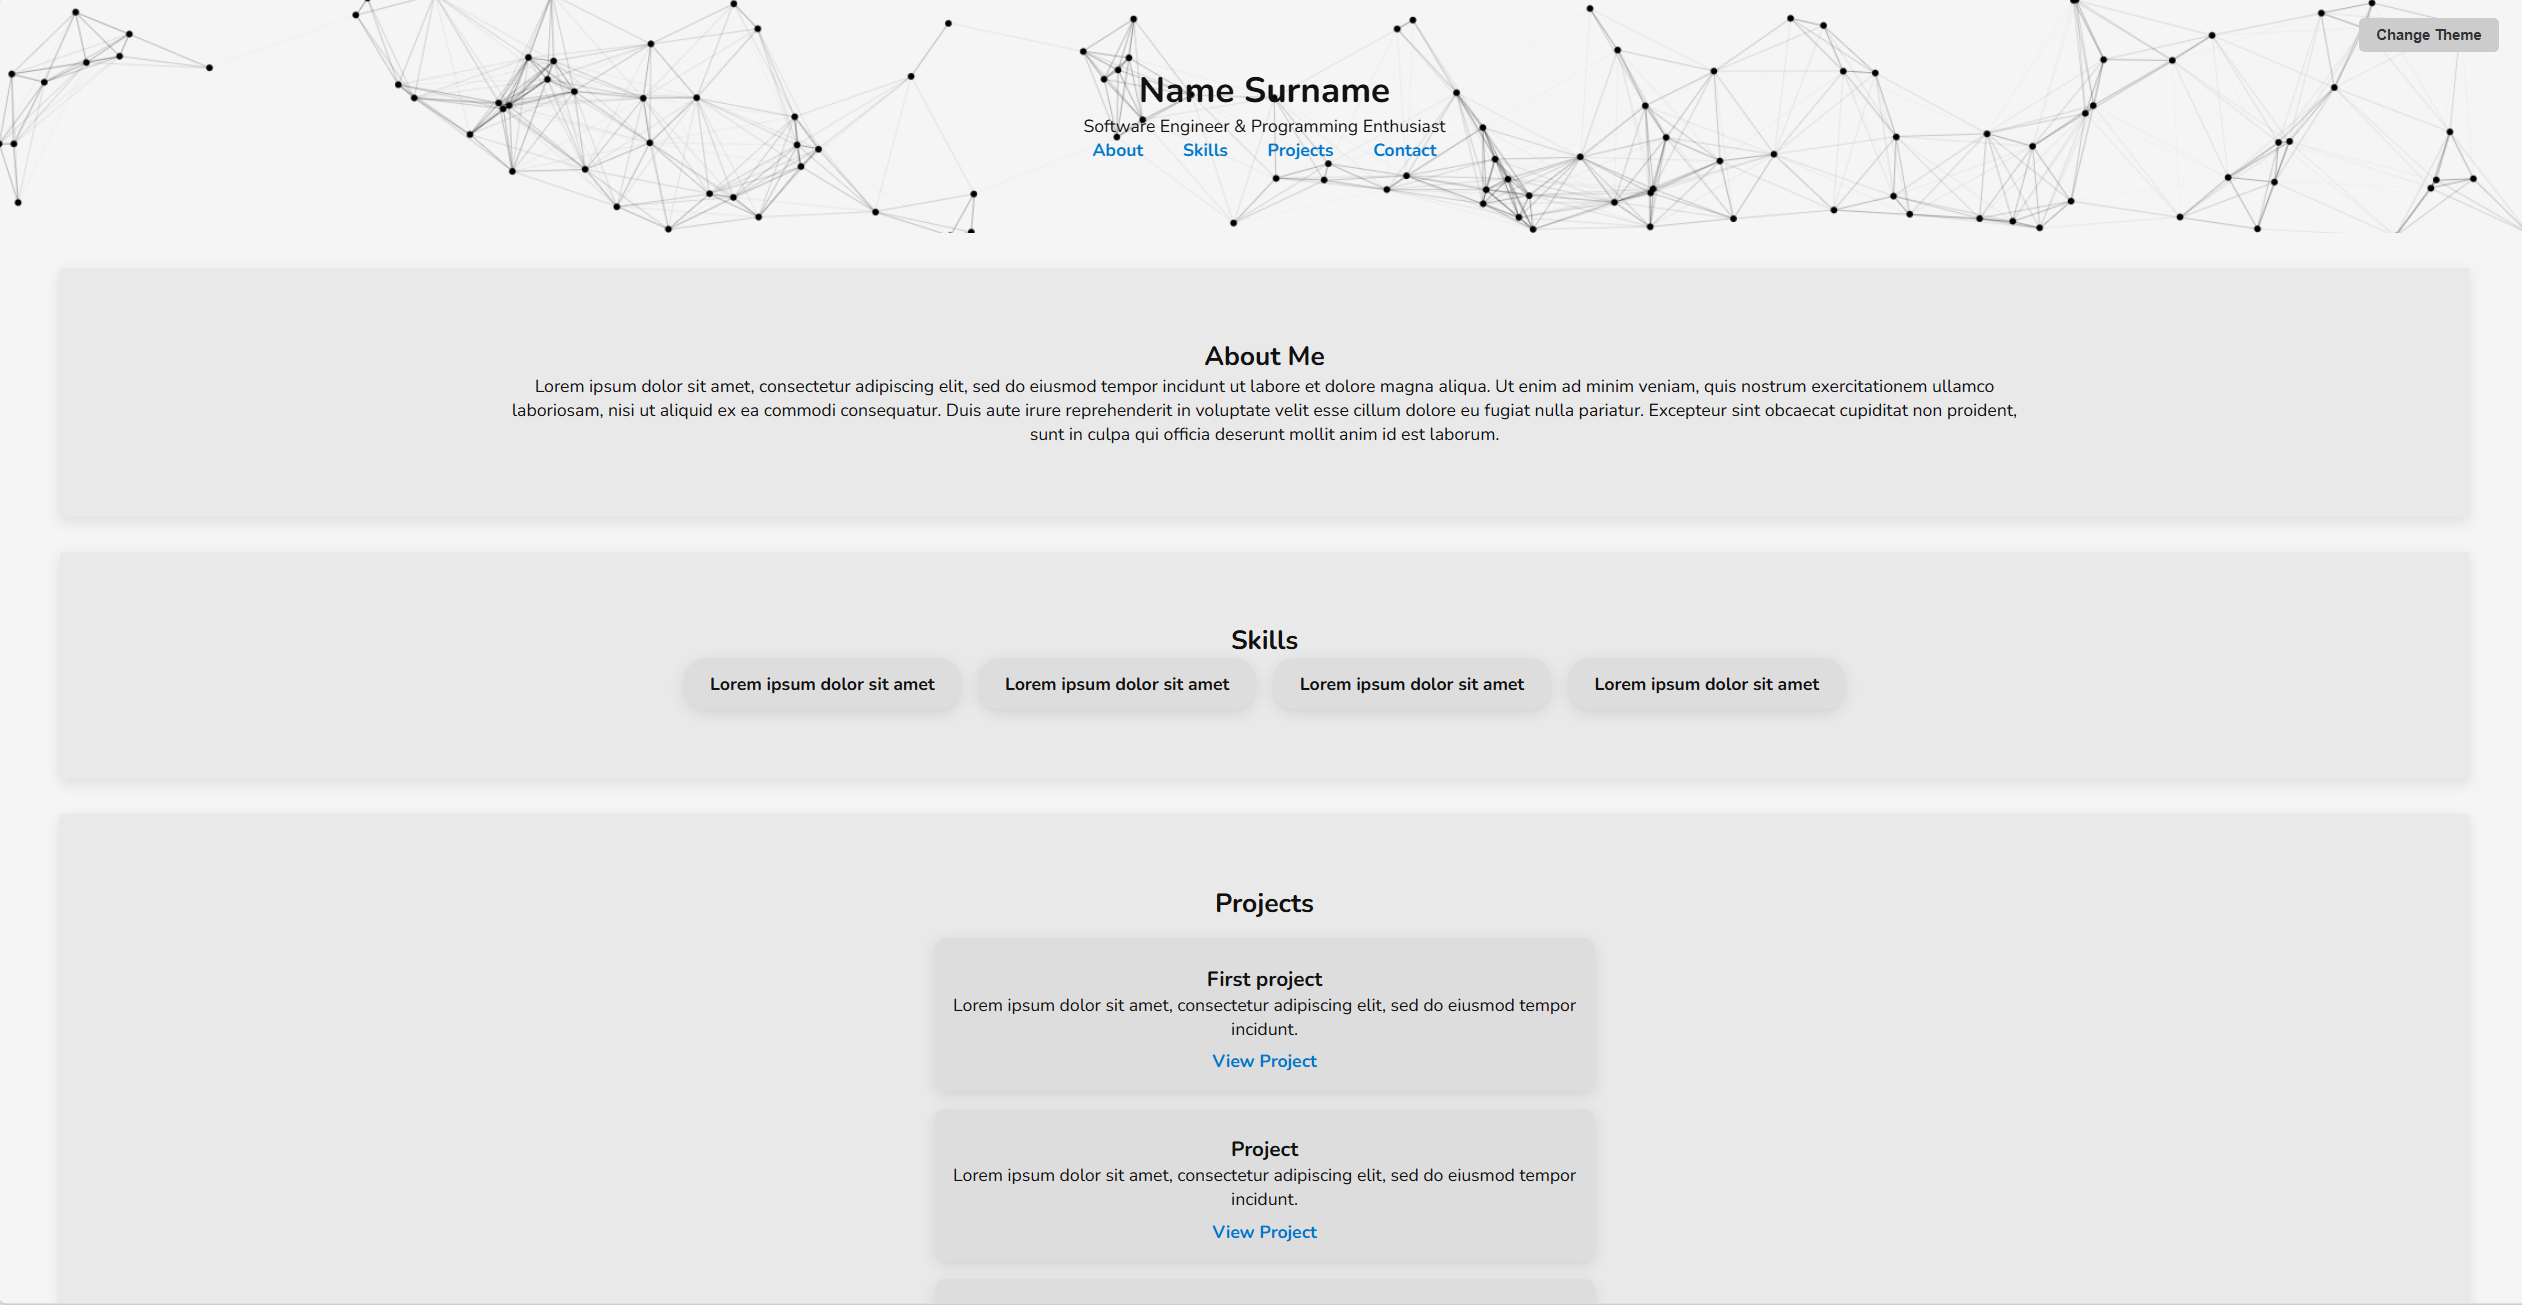 Change Theme
Name Surname
Software Engineer & Programming Enthusiast
About Skills Projects Contact
About Me
Lorem ipsum dolor sit amet, consectetur adipiscing elit, sed do eiusmod tempor incidunt ut labore et dolore magna aliqua. Ut enim ad minim veniam, quis nostrum exercitationem ullamco
laboriosam, nisi ut aliquid ex ea commodi consequatur. Duis aute irure reprehenderit in voluptate velit esse cillum dolore eu fugiat nulla pariatur. Excepteur sint obcaecat cupiditat non proident,
sunt in culpa qui officia deserunt mollit anim id est laborum.
Skills
Lorem ipsum dolor sit amet Lorem ipsum dolor sit amet Lorem ipsum dolor sit amet Lorem ipsum dolor sit amet
Projects
First project
Lorem ipsum dolor sit amet, consectetur adipiscing elit, sed do eiusmod tempor
incidunt.
View Project
Project
Lorem ipsum dolor sit amet, consectetur adipiscing elit, sed do eiusmod tempor
incidunt.
View Project